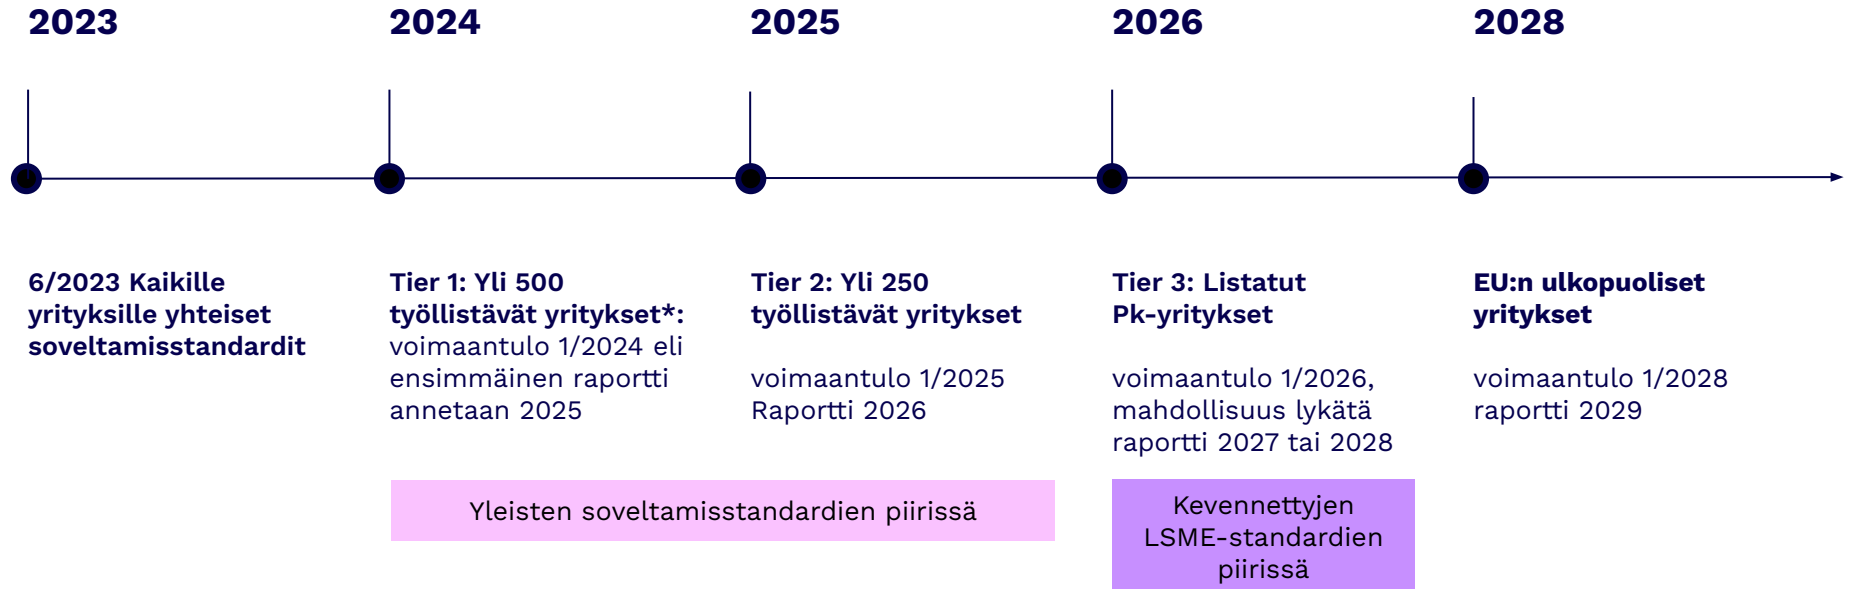 2023
2024
2025
2026
2028
6/2023 Kaikille
yrityksille yhteiset
soveltamisstandardit
Tier 1: Yli 500
työllistävät yritykset*:
voimaantulo 1/2024 eli
ensimmäinen raportti
annetaan 2025
Tier 2: Yli 250
työllistävät yritykset
voimaantulo 1/2025
Raportti 2026
Tier 3: Listatut
Pk-yritykset
voimaantulo 1/2026,
mahdollisuus lykätä
raportti 2027 tai 2028
EU:n ulkopuoliset
yritykset
voimaantulo 1/2028
raportti 2029
Yleisten soveltamisstandardien piirissä
Kevennettyjen
LSME-standardien
piirissä